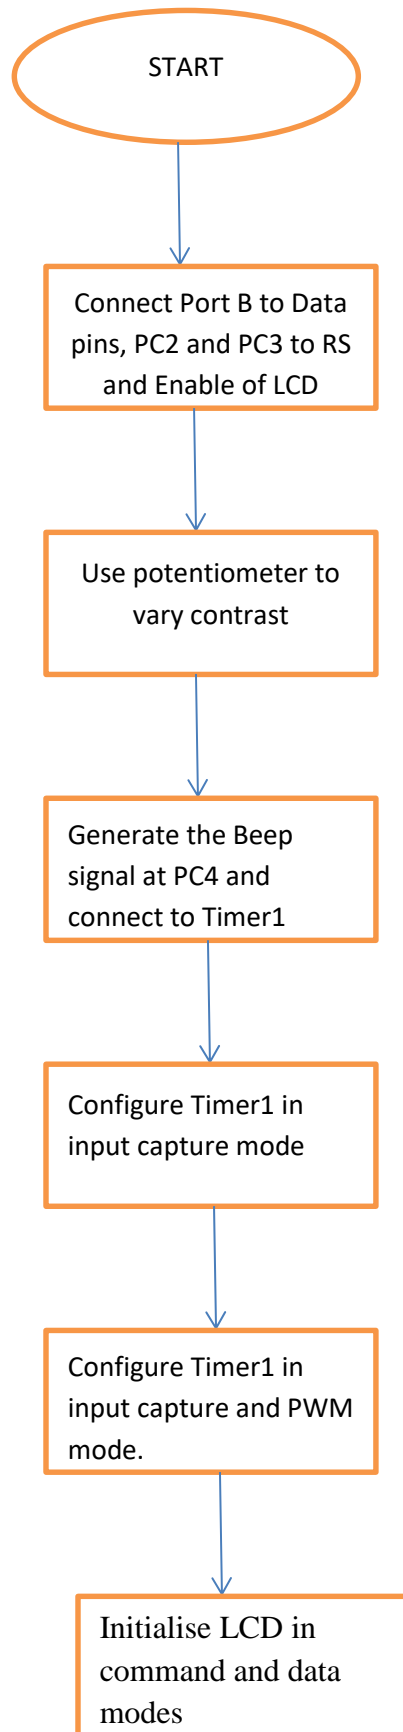 START
Connect Port B to Data
pins, PC2 and PC3 to RS
and Enable of LCD
Use potentiometer to
vary contrast
Generate the Beep
signal at PC4 and
connect to Timer1
Configure Timer1 in
input capture mode
Configure Timer1 in
input capture and PWM
mode.
Initialise LCD in
command and data
modes